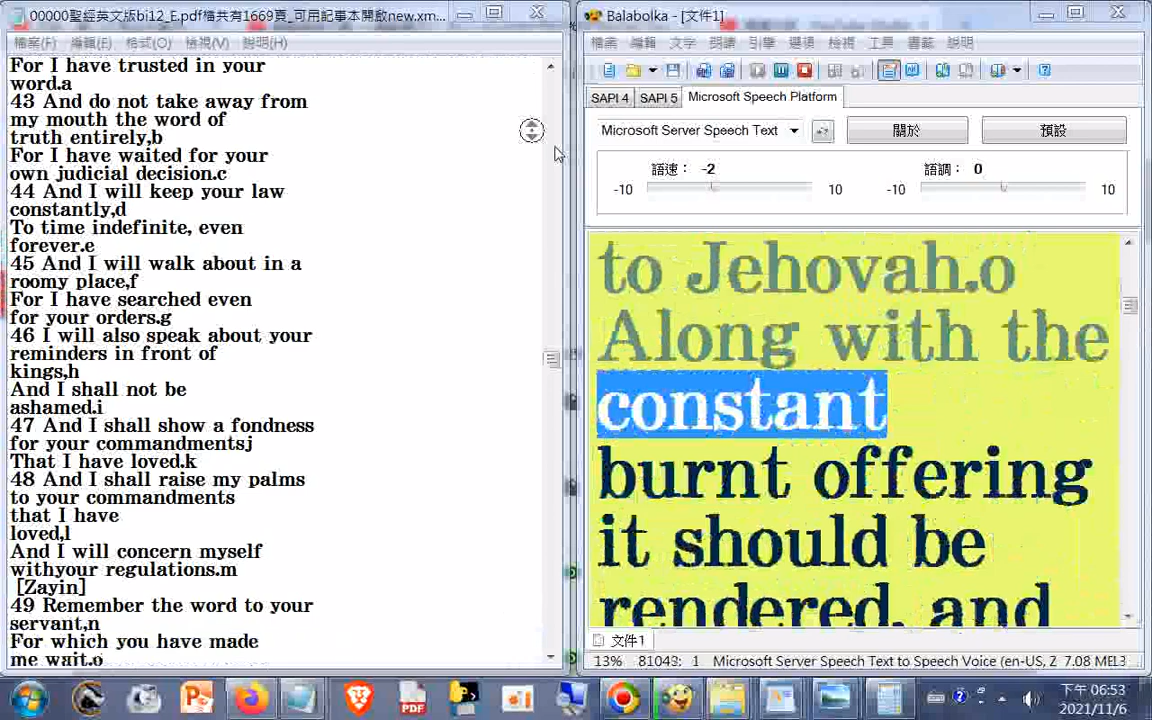 00000聖經英文版bi12_E.pdf檔共有1669頁_可用記事本開啟new.xm...
檔案(F) 編輯(E) 格式(O) 檢視(V) 說明(H)
For I have trusted in your
word.a
43 And do not take away from
my mouth the word of
truth entirely,b
For I have waited for your
own judicial decision.c
44 And I will keep your law
constantly,d
To time indefinite, even
forever.e
45 And I will walk about in a
roomy place,f
For I have searched even
for your orders.g
46 I will also speak about your
reminders in front of
kings,h
And I shall not be
ashamed.i
47 And I shall show a fondness
for your commandmentsj
That I have loved.k
48 And I shall raise my palms
to your commandments
that I have
loved,l
And I will concern myself
withyour regulations.m
[Zayin]
49 Remember the word to your
servant,n
For which you have made
me wait.o
Balabolka - [文件1]
檔案 編輯 文字 朗讀 引擎 選項 檢視 工具 書籤 說明
SAPI 4 SAPI 5 Microsoft Speech Platform
Microsoft Server Speech Text 關於 預設
語速： -2 語調： 0
-10 10 -10 10
to Jehovah.o
Along with the
constant
burnt offering
it should be
rendered, and
文件1
13% 81043: 1 Microsoft Server Speech Text to Speech Voice (en-US, Z 7.08 МЕLЗ
PDF
下午 06:53
2021/11/6